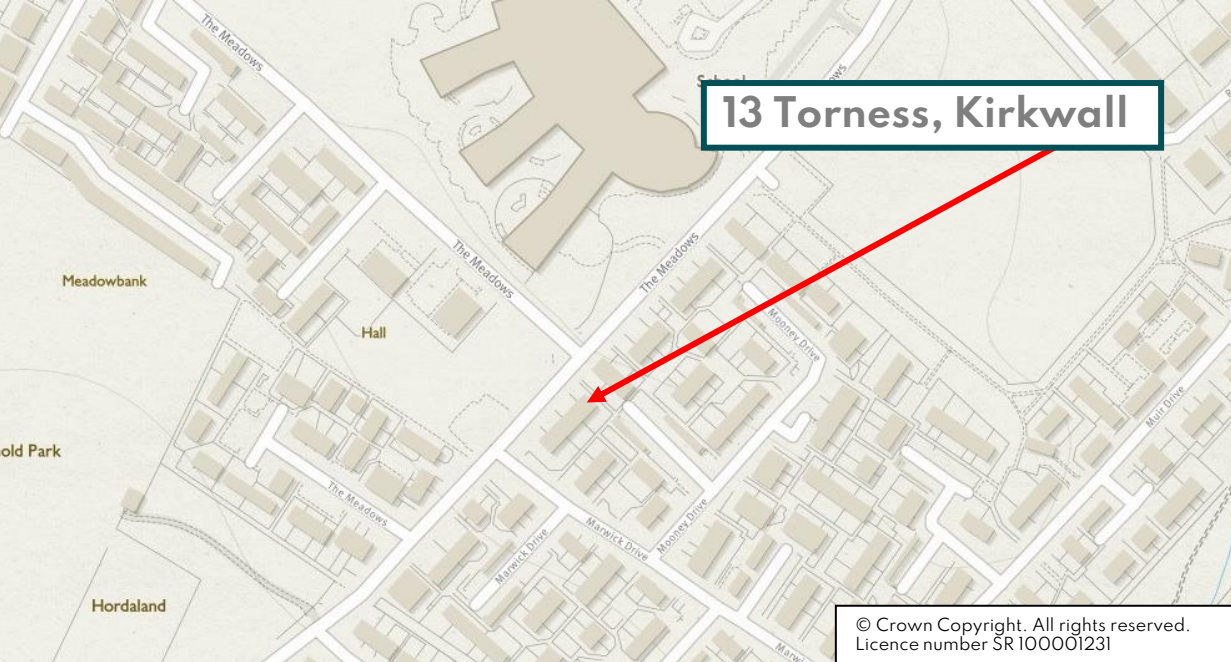 The Meadows
School
13 Torness, Kirkwall
The Meadows
The Meadows
Meadowbank
Mooney Drive
Hall
Muir Drive
old Park
The Meadows
Marwick Drive
Mooney Drive
Marwick Drive
Hordaland
© Crown Copyright. All rights reserved.
Licence number SR 100001231